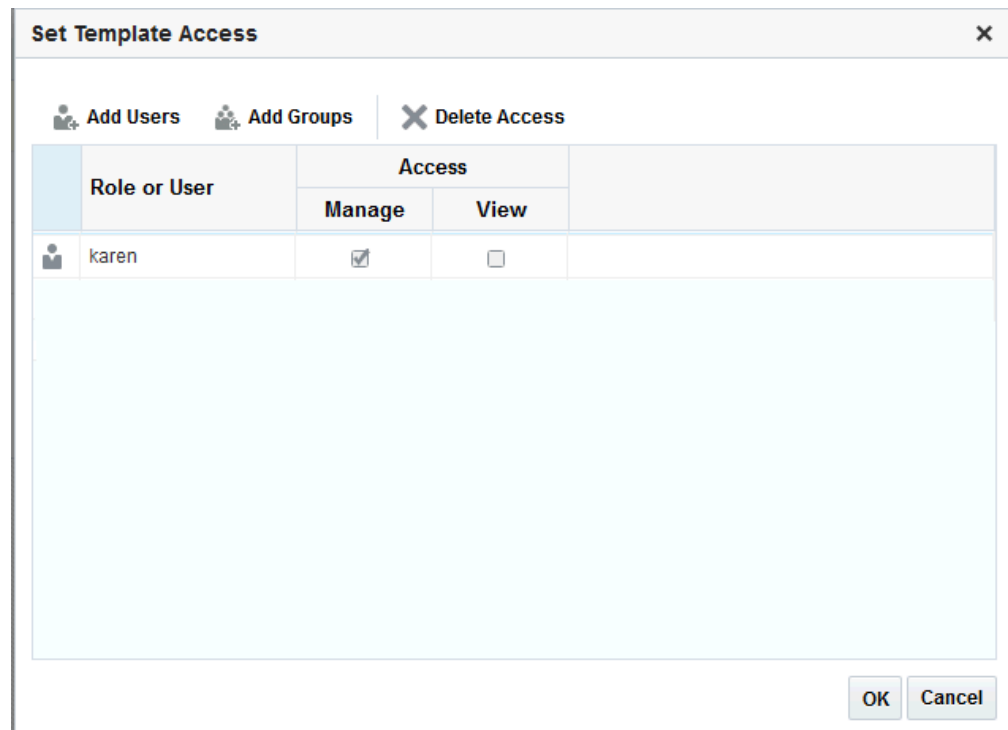 Set Template Access
Add Users Add Groups Delete Access
Role or User Access
Manage View
karen
OK Cancel